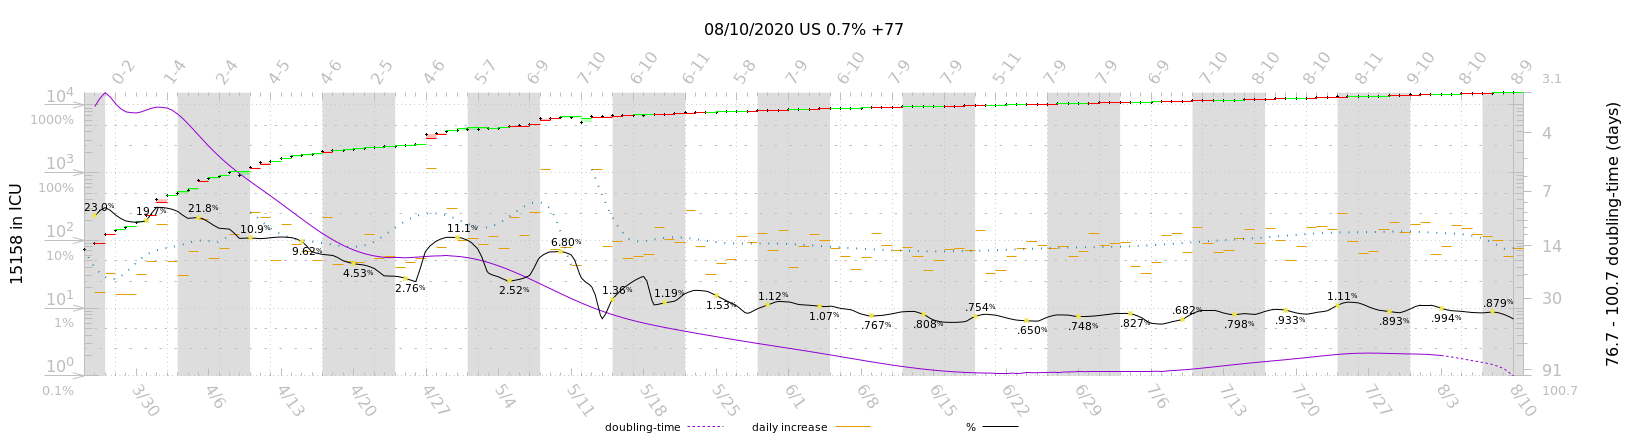 08/10/2020 US 0.7% +77
0-2 1-4 2-4 4-5 4-6 2-5 4-6 5-7 6-9 7-10 6-10 6-11 5-8 7-9 6-10 7-9 7-9 5-11 7-9 7-9 6-9 7-10 8-10 8-10 8-11 9-10 8-10 8-9
10⁴ 3.1
1000% 4
10³
100% 7
23.0% 19.7 21.8% 10.9% 9.62% 4.53% 2.76% 11.1% 2.52% 6.80% 1.36% 1.19% 1.53% 1.12% 1.07% .767% .808% .754% .650% .748% .827% .682% .798% .933% 1.11% .893% .994% .879%
10²
10% 14
10¹ 30
1%
10⁰ 91
0.1% 100.7
15158 in ICU
76.7 - 100.7 doubling-time (days)
3/30 4/6 4/13 4/20 4/27 5/4 5/11 5/18 5/25 6/1 6/8 6/15 6/22 6/29 7/6 7/13 7/20 7/27 8/3 8/10
doubling-time daily increase %